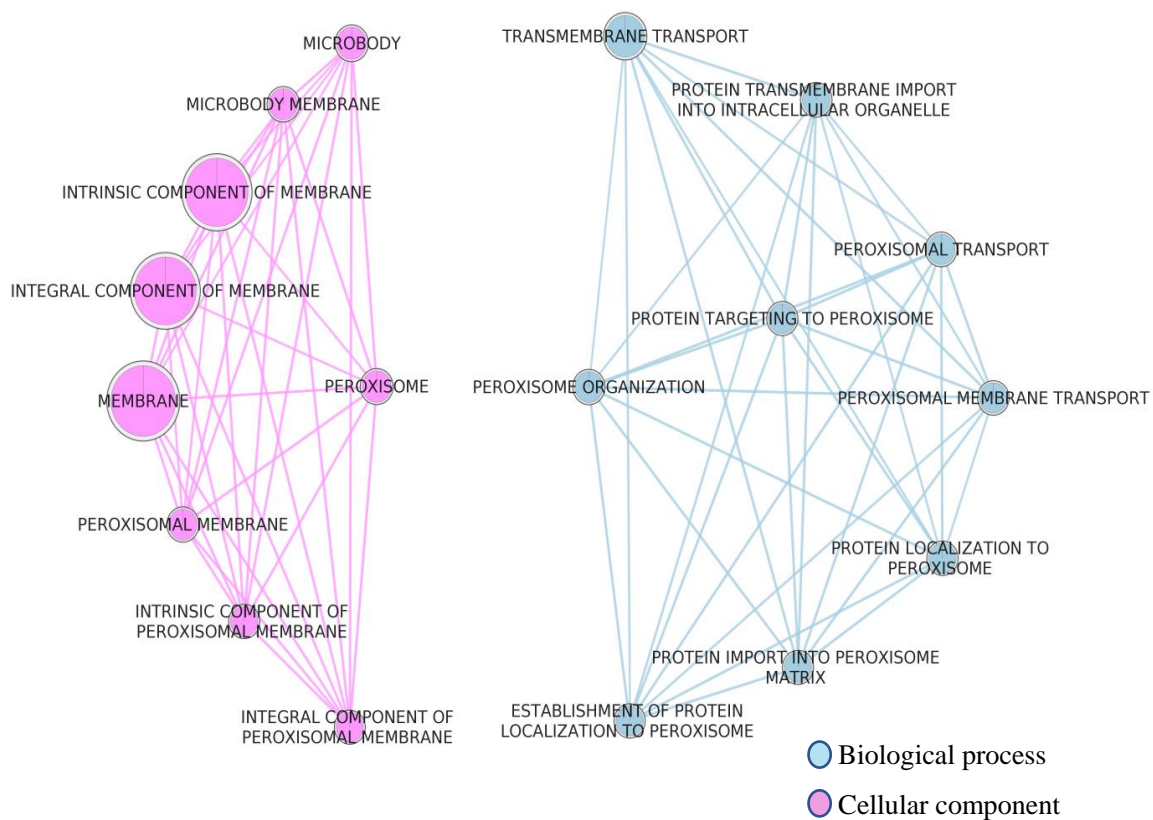 MICROBODY
MICROBODY MEMBRANE
INTRINSIC COMPONENT OF MEMBRANE
INTEGRAL COMPONENT OF MEMBRANE
MEMBRANE
PEROXISOME
PEROXISOMAL MEMBRANE
INTRINSIC COMPONENT OF
PEROXISOMAL MEMBRANE
INTEGRAL COMPONENT OF
PEROXISOMAL MEMBRANE
TRANSMEMBRANE TRANSPORT
PROTEIN TRANSMEMBRANE IMPORT
INTO INTRACELLULAR ORGANELLE
PEROXISOMAL TRANSPORT
PROTEIN TARGETING TO PEROXISOME
PEROXISOME ORGANIZATION
PEROXISOMAL MEMBRANE TRANSPORT
PROTEIN LOCALIZATION TO
PEROXISOME
PROTEIN IMPORT INTO PEROXISOME
MATRIX
ESTABLISHMENT OF PROTEIN
LOCALIZATION TO PEROXISOME
Biological process
Cellular component